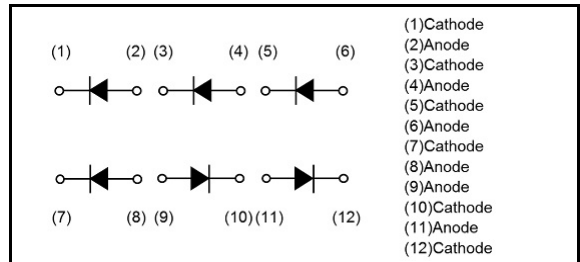 (1) (2) (3) (4) (5) (6)
(7) (8) (9) (10) (11) (12)
(1)Cathode
(2)Anode
(3)Cathode
(4)Anode
(5)Cathode
(6)Anode
(7)Cathode
(8)Anode
(9)Anode
(10)Cathode
(11)Anode
(12)Cathode